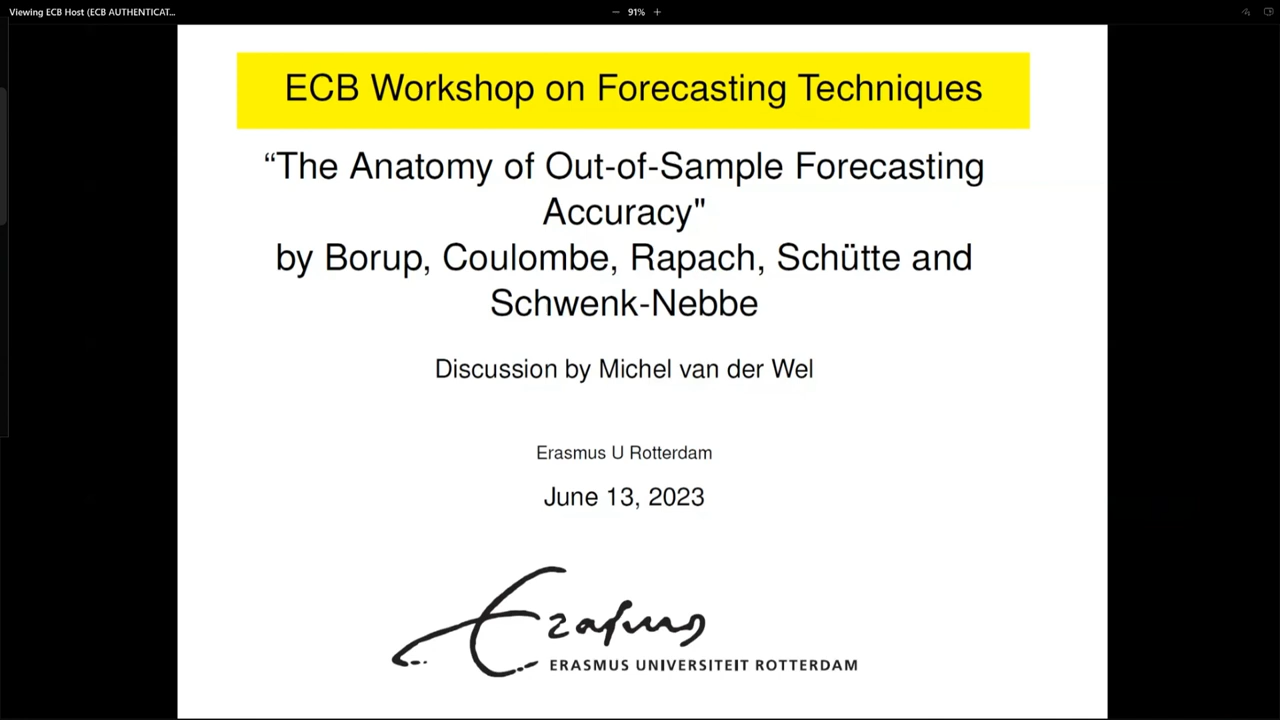 Viewing ECB Host (ECB AUTHENTICAT...
− 91% +
ECB Workshop on Forecasting Techniques
“The Anatomy of Out-of-Sample Forecasting
Accuracy"
by Borup, Coulombe, Rapach, Schütte and
Schwenk-Nebbe
Discussion by Michel van der Wel
Erasmus U Rotterdam
June 13, 2023
Erasmus
ERASMUS UNIVERSITEIT ROTTERDAM